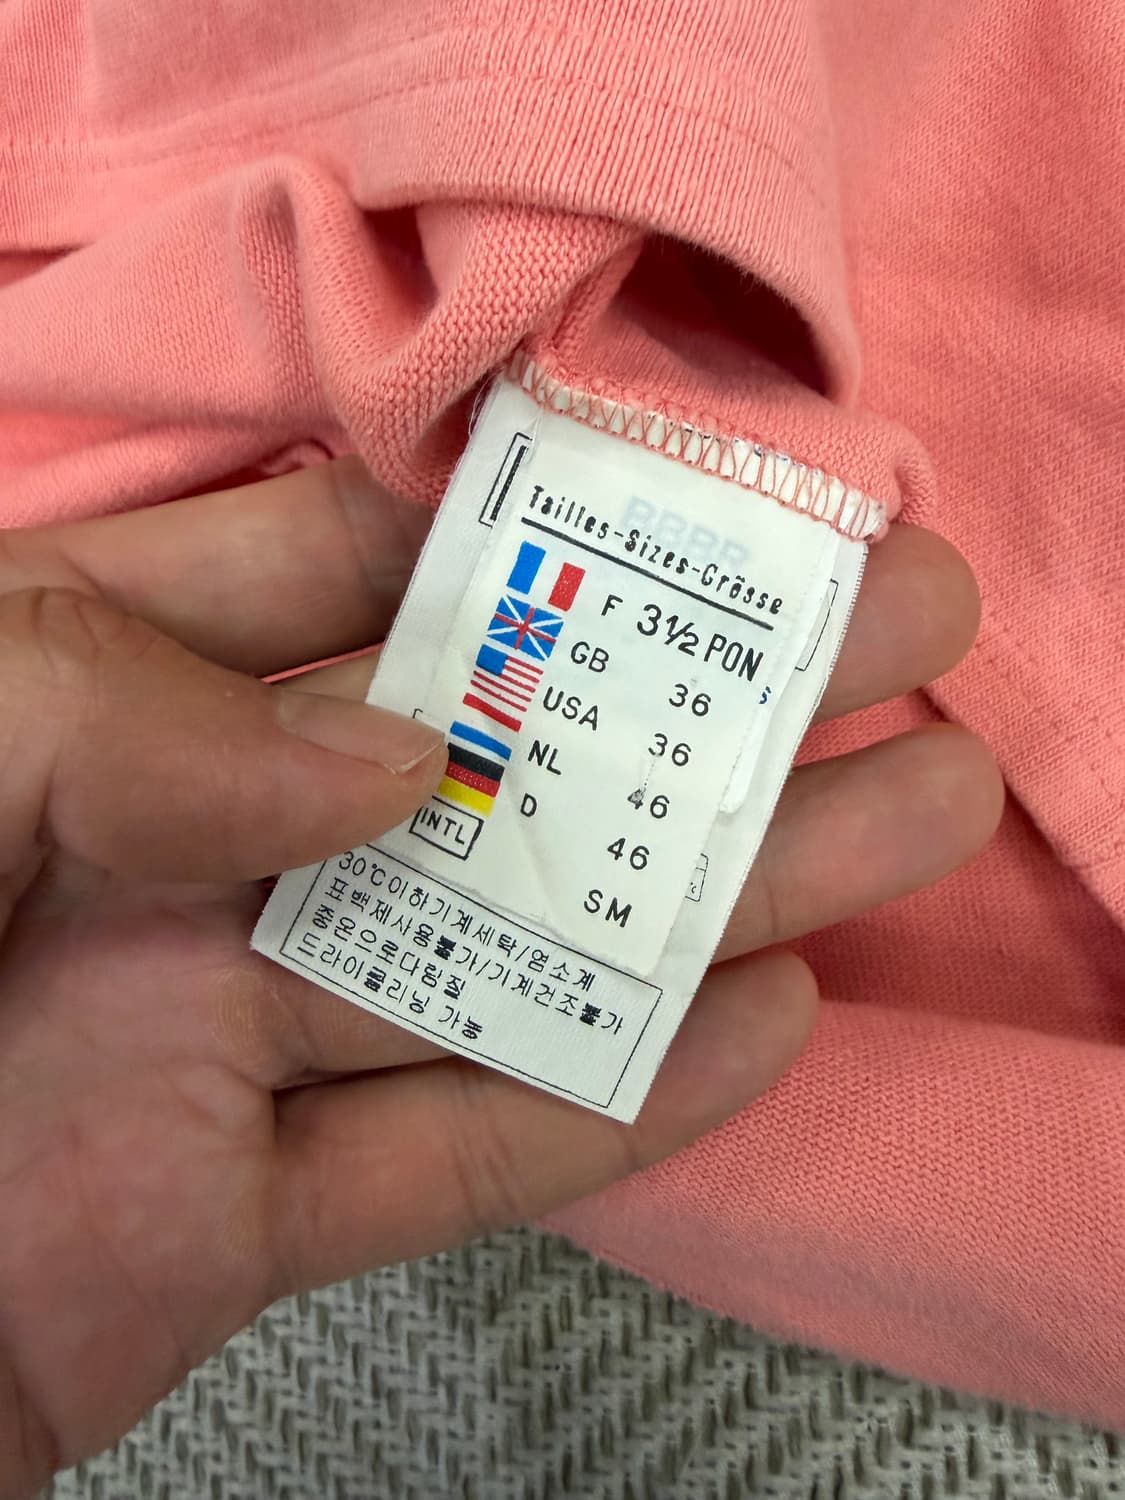 Tailles-Sizes-Grösse
F 3½ PON
GB 36
USA 36
NL 46
D 46
INTL SM
30°C이하기계세탁/염소계
표백제사용불가/기계건조불가
중온으로다림질
드라이클리닝 가능